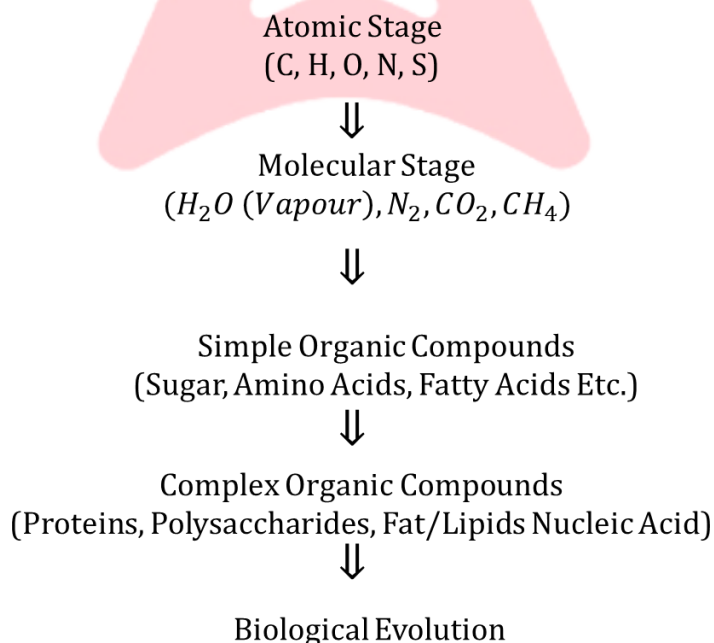 Atomic Stage
(C, H, O, N, S)
⇓
Molecular Stage
(H₂O (Vapour), N₂, CO₂, CH₄)
⇓
Simple Organic Compounds
(Sugar, Amino Acids, Fatty Acids Etc.)
⇓
Complex Organic Compounds
(Proteins, Polysaccharides, Fat/Lipids Nucleic Acid)
⇓
Biological Evolution